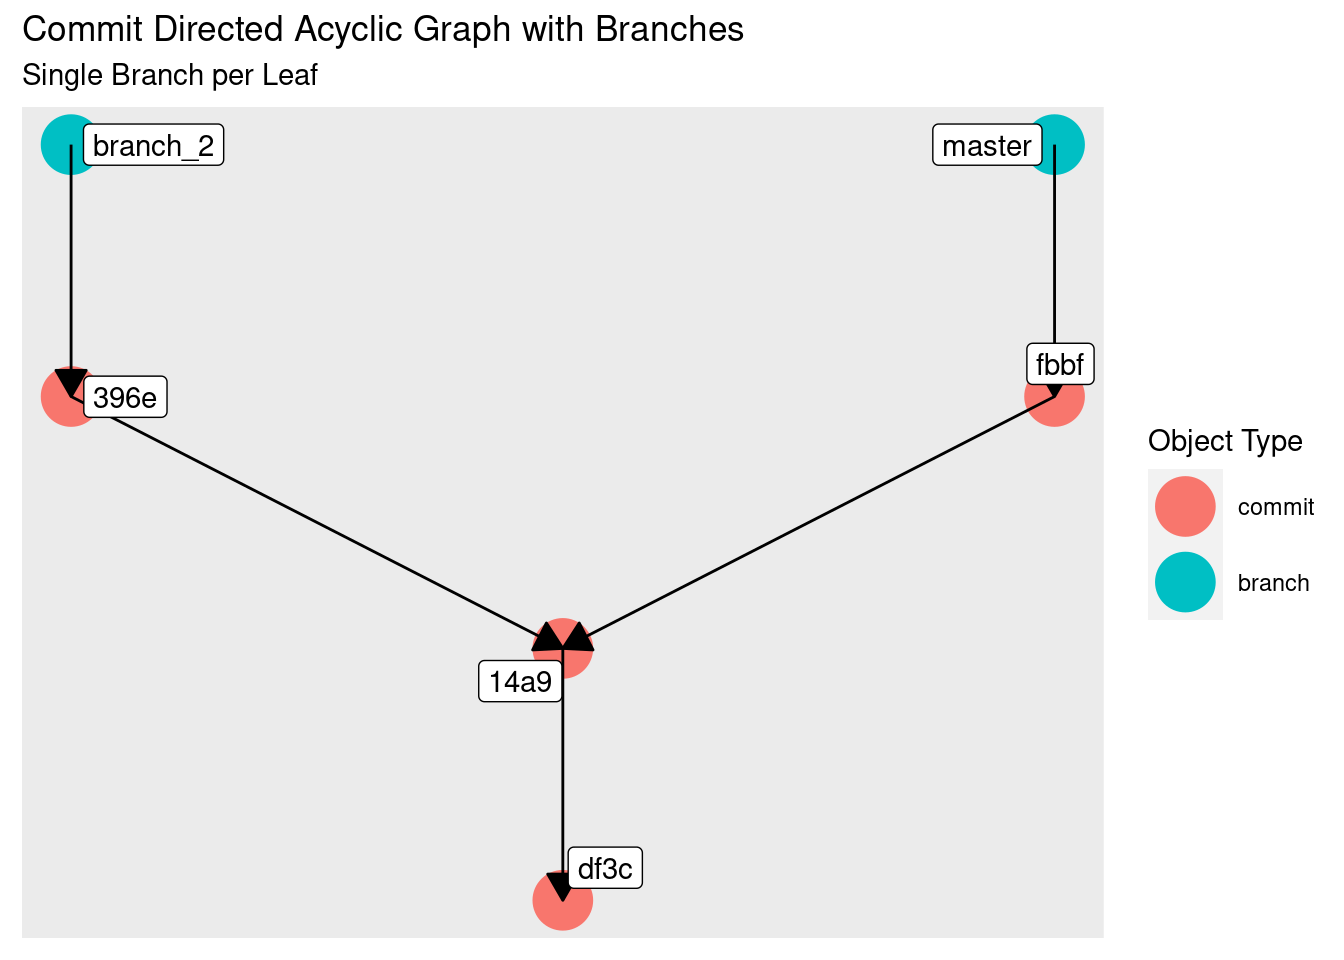 Commit Directed Acyclic Graph with Branches
Single Branch per Leaf
branch_2
master
fbbf
396e
14a9
df3c
Object Type
commit
branch